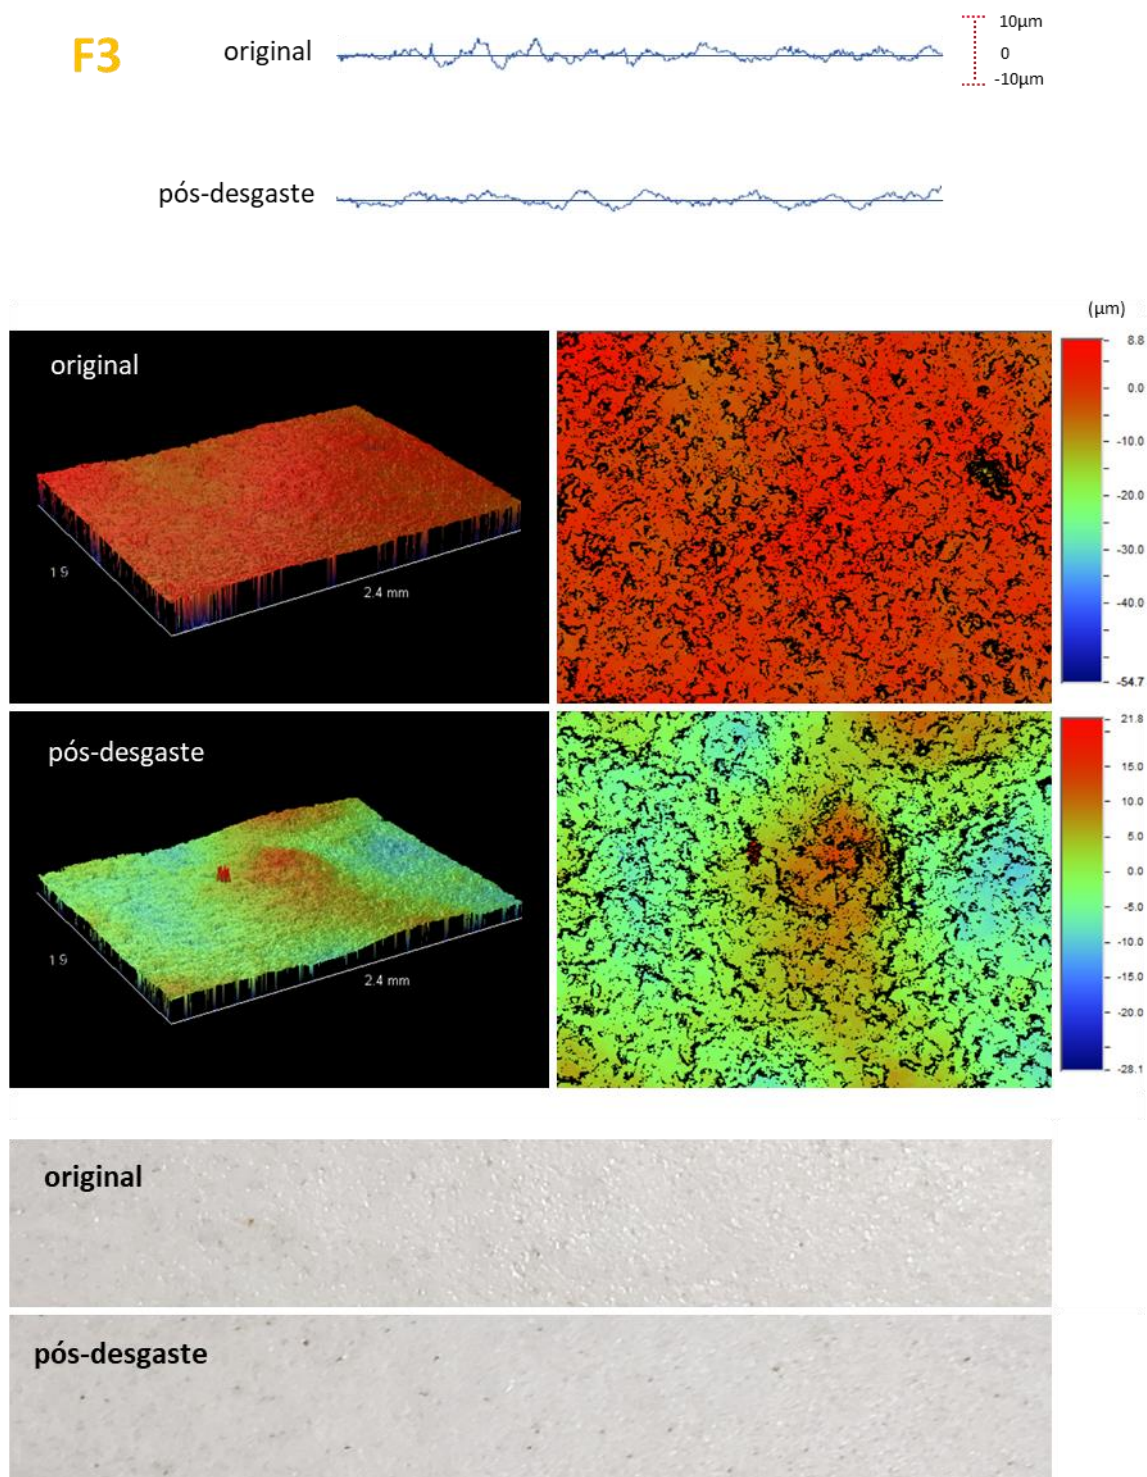 F3
original
10µm
0
-10µm
pós-desgaste
(µm)
original
1 9
2.4 mm
8.8
0.0
-10.0
-20.0
-30.0
-40.0
-54.7
pós-desgaste
1 9
2.4 mm
21.8
15.0
10.0
5.0
0.0
-5.0
-10.0
-15.0
-20.0
-28.1
original
pós-desgaste